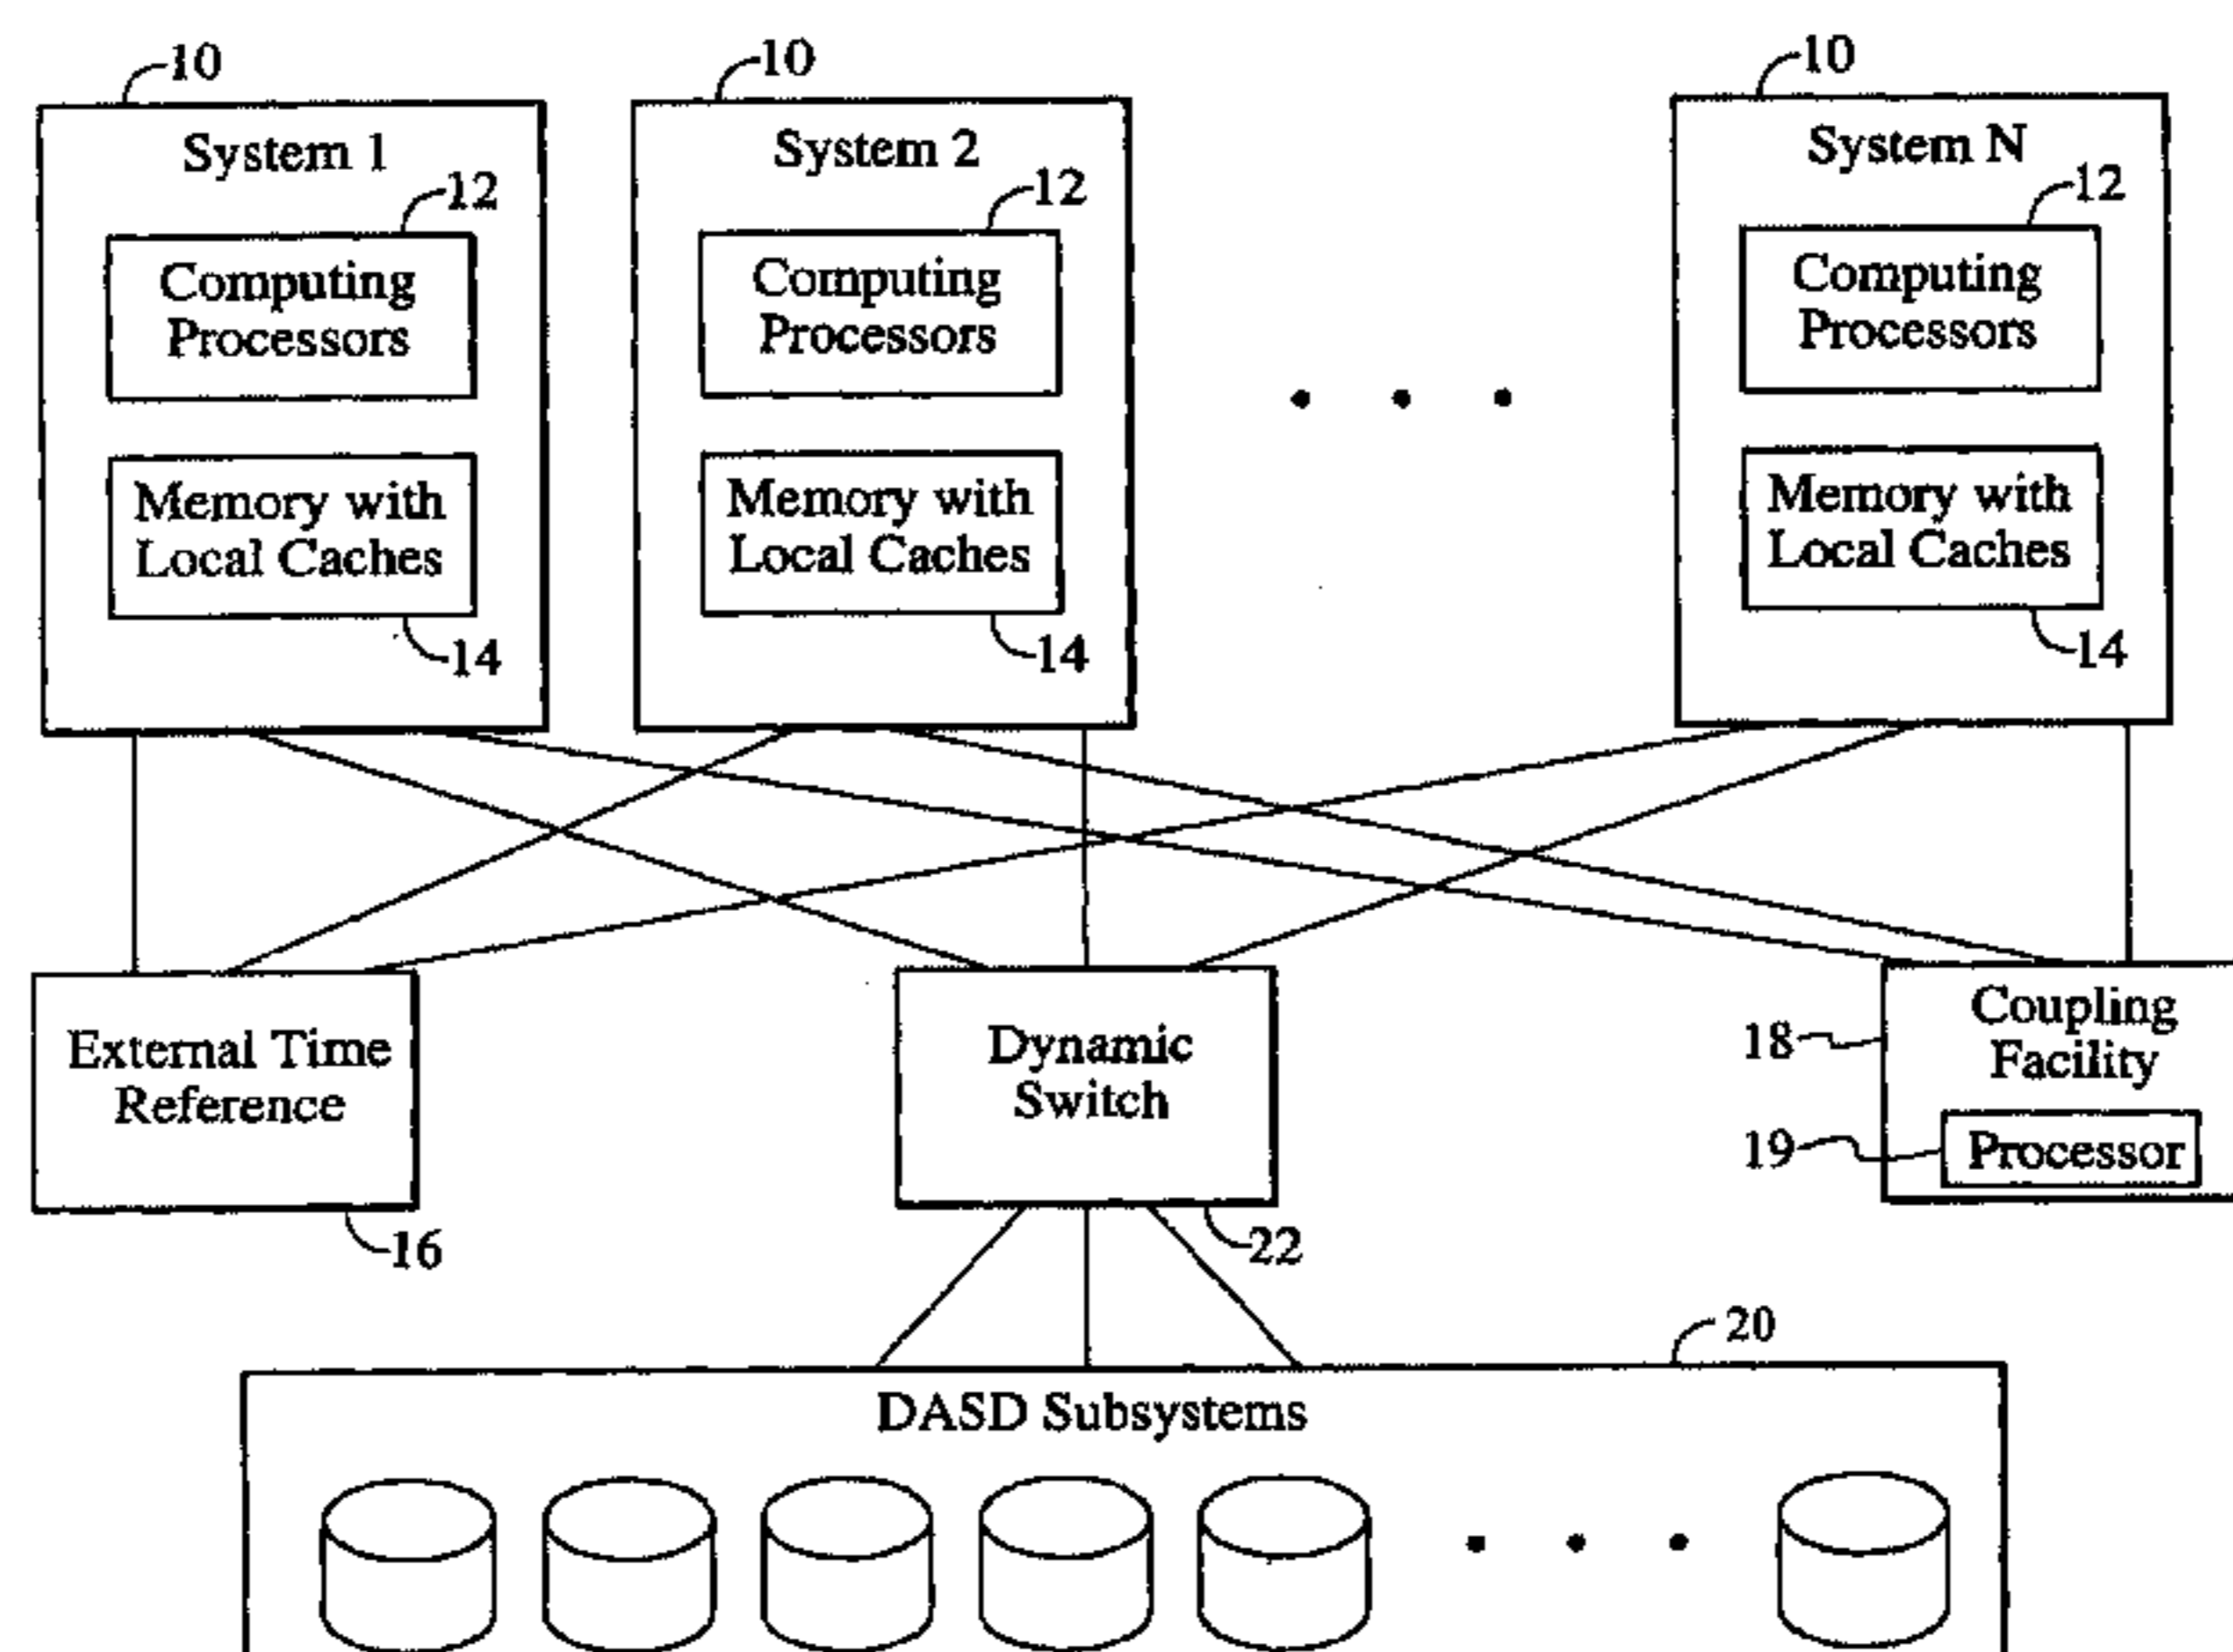 10
10
10
System 1
System 2
System N
12
12
12
Computing
Processors
Computing
Processors
Computing
Processors
Memory with
Local Caches
Memory with
Local Caches
Memory with
Local Caches
14
14
14
External Time
Reference
16
Dynamic
Switch
22
18
Coupling
Facility
19
Processor
20
DASD Subsystems